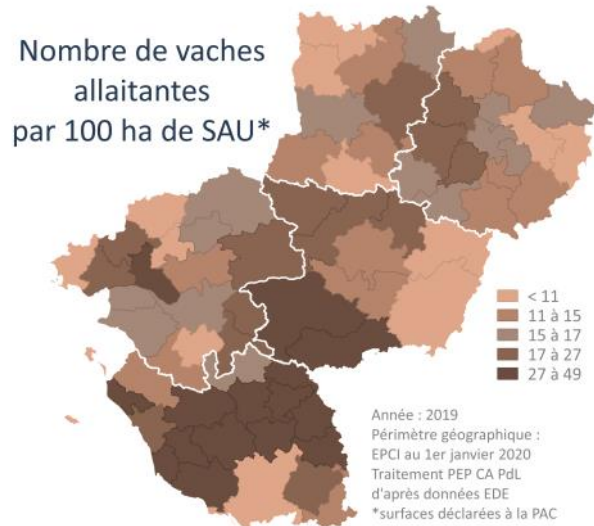 Nombre de vaches
allaitantes
par 100 ha de SAU*
< 11
11 à 15
15 à 17
17 à 27
27 à 49
Année : 2019
Périmètre géographique :
EPCI au 1er janvier 2020
Traitement PEP CA PdL
d'après données EDE
*surfaces déclarées à la PAC